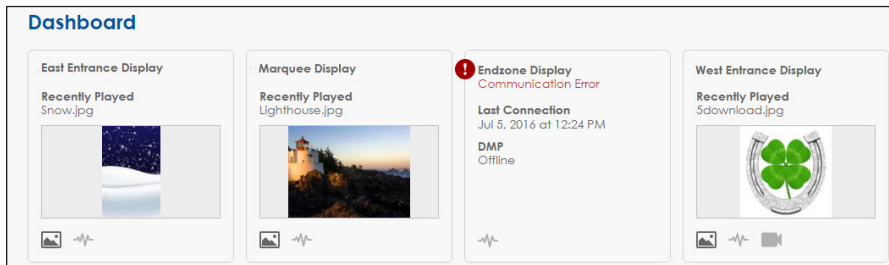 Dashboard
East Entrance Display
Recently Played
Snow.jpg
Marquee Display
Recently Played
Lighthouse.jpg
Endzone Display
Communication Error
Last Connection
Jul 5, 2016 at 12:24 PM
DMP
Offline
West Entrance Display
Recently Played
5download.jpg